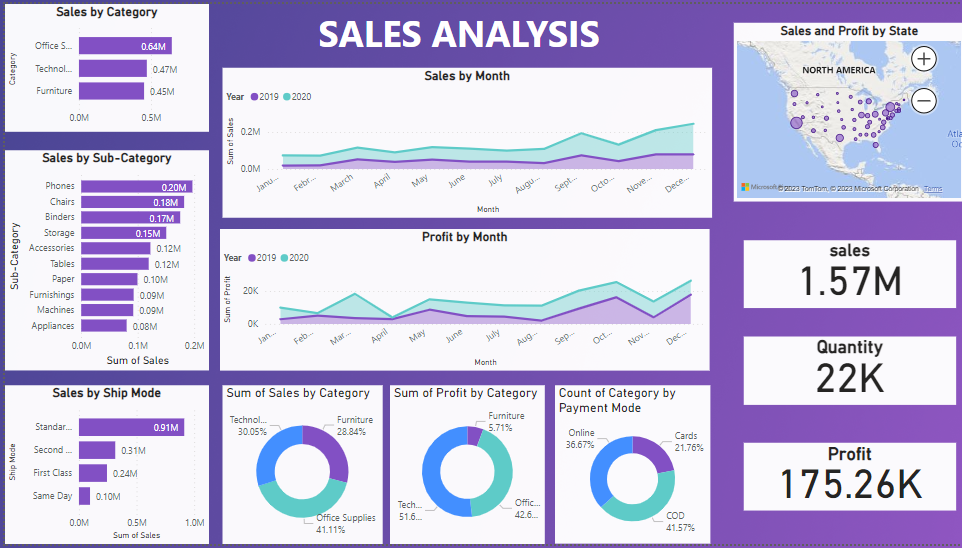 Sales by Category
Category
Office S...
0.64M
Technol...
0.47M
Furniture
0.45M
0.0M
0.5M
SALES ANALYSIS
Sales by Month
Year
2019
2020
Sum of Sales
0.2M
0.0M
Janu...
Febr...
March
April
May
June
July
Augu...
Sept...
Octo...
Nove...
Dece...
Month
Sales and Profit by State
NORTH AMERICA
Atla
Oc
Microsoft
©2023 TomTom, © 2023 Microsoft Corporation
Terms
Sales by Sub-Category
Sub-Category
Phones
0.20M
Chairs
0.18M
Binders
0.17M
Storage
0.15M
Accessories
0.12M
Tables
0.12M
Paper
0.10M
Furnishings
0.09M
Machines
0.09M
Appliances
0.08M
0.0M
0.1M
0.2M
Sum of Sales
Profit by Month
Year
2019
2020
Sum of Profit
20K
0K
Jan...
Feb...
Mar...
April
May
June
July
Aug...
Sep...
Oct...
Nov...
Dec...
Month
sales
1.57M
Quantity
22K
Profit
175.26K
Sales by Ship Mode
Ship Mode
Standar...
0.91M
Second ...
0.31M
First Class
0.24M
Same Day
0.10M
0.0M
0.5M
1.0M
Sum of Sales
Sum of Sales by Category
Technol...
30.05%
Furniture
28.84%
Office Supplies
41.11%
Sum of Profit by Category
Furniture
5.71%
Tech...
51.6...
Offic...
42.6...
Count of Category by
Payment Mode
Online
36.67%
Cards
21.76%
COD
41.57%